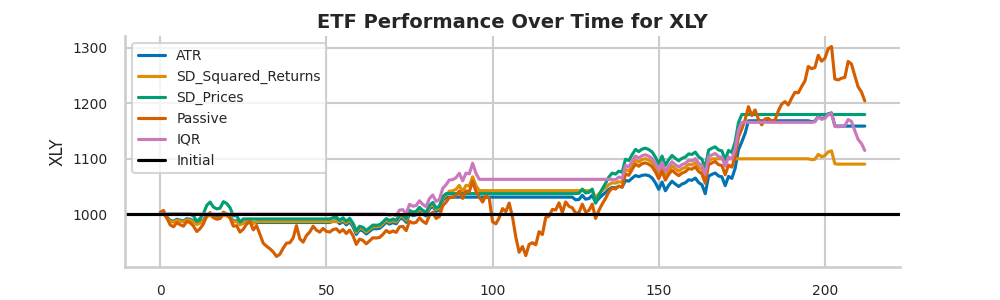 ETF Performance Over Time for XLY
1300
1200
1100
1000
XLY
ATR
SD_Squared_Returns
SD_Prices
Passive
IQR
Initial
0
50
100
150
200